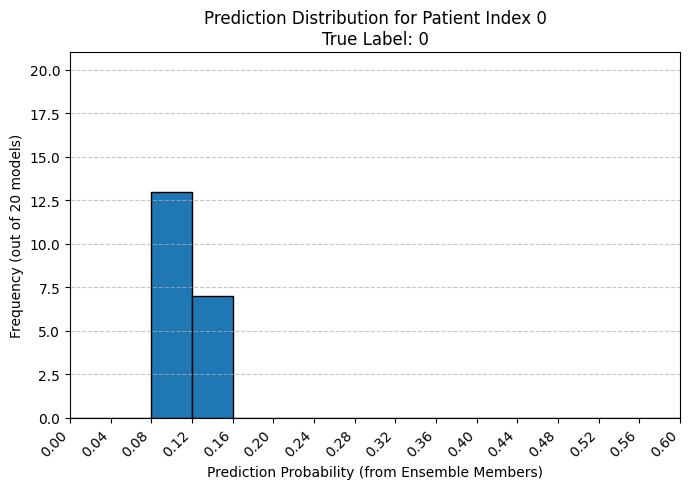 Prediction Distribution for Patient Index 0
True Label: 0
Frequency (out of 20 models)
20.0
17.5
15.0
12.5
10.0
7.5
5.0
2.5
0.0
0.00 0.04 0.08 0.12 0.16 0.20 0.24 0.28 0.32 0.36 0.40 0.44 0.48 0.52 0.56 0.60
Prediction Probability (from Ensemble Members)